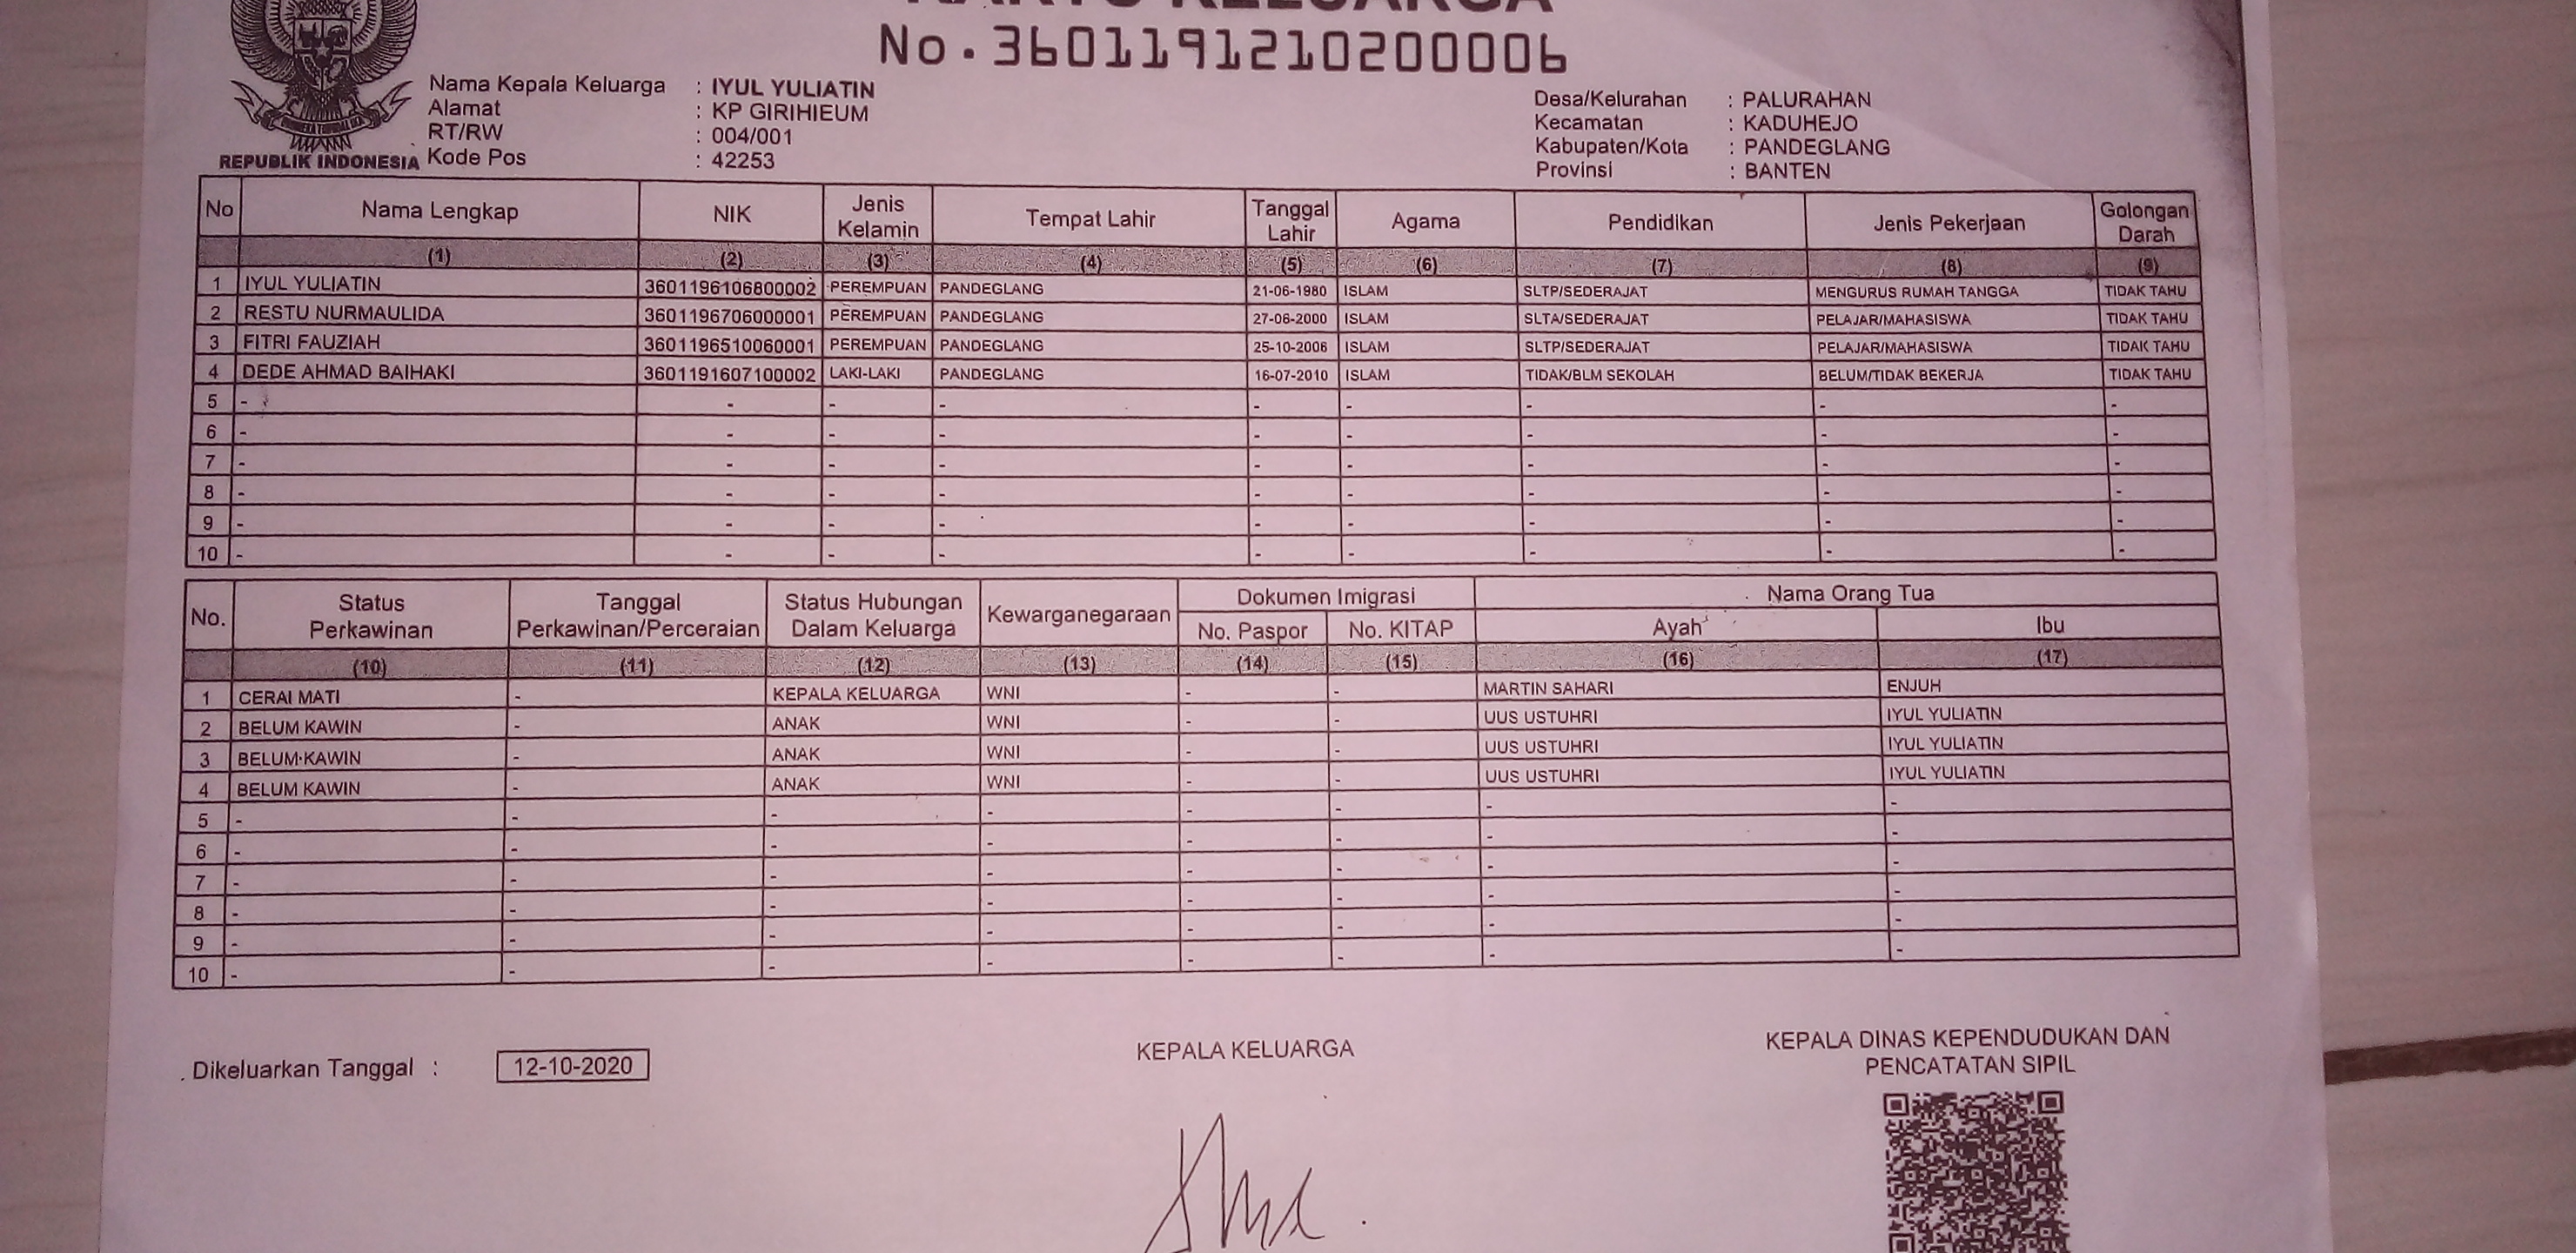 KARTU KELUARGA
No. 3601191210200006
Nama Kepala Keluarga : IYUL YULIATIN
Alamat : KP GIRIHIEUM
RT/RW : 004/001
Kode Pos : 42253
Desa/Kelurahan : PALURAHAN
Kecamatan : KADUHEJO
Kabupaten/Kota : PANDEGLANG
Provinsi : BANTEN
REPUBLIK INDONESIA
No Nama Lengkap NIK Jenis Kelamin Tempat Lahir Tanggal Lahir Agama Pendidikan Jenis Pekerjaan Golongan Darah
(1) (2) (3) (4) (5) (6) (7) (8) (9)
1 IYUL YULIATIN 3601196106800002 PEREMPUAN PANDEGLANG 21-06-1980 ISLAM SLTP/SEDERAJAT MENGURUS RUMAH TANGGA TIDAK TAHU
2 RESTU NURMAULIDA 3601196706000001 PEREMPUAN PANDEGLANG 27-06-2000 ISLAM SLTA/SEDERAJAT PELAJAR/MAHASISWA TIDAK TAHU
3 FITRI FAUZIAH 3601196510060001 PEREMPUAN PANDEGLANG 25-10-2006 ISLAM SLTP/SEDERAJAT PELAJAR/MAHASISWA TIDAK TAHU
4 DEDE AHMAD BAIHAKI 3601191607100002 LAKI-LAKI PANDEGLANG 16-07-2010 ISLAM TIDAK/BLM SEKOLAH BELUM/TIDAK BEKERJA TIDAK TAHU
5 - - - - - - - - -
6 - - - - - - - - -
7 - - - - - - - - -
8 - - - - - - - - -
9 - - - - - - - - -
10 - - - - - - - - -
No. Status Perkawinan Tanggal Perkawinan/Perceraian Status Hubungan Dalam Keluarga Kewarganegaraan Dokumen Imigrasi Nama Orang Tua
No. Paspor No. KITAP Ayah Ibu
(10) (11) (12) (13) (14) (15) (16) (17)
1 CERAI MATI - KEPALA KELUARGA WNI - - MARTIN SAHARI ENJUH
2 BELUM KAWIN - ANAK WNI - - UUS USTUHRI IYUL YULIATIN
3 BELUM KAWIN - ANAK WNI - - UUS USTUHRI IYUL YULIATIN
4 BELUM KAWIN - ANAK WNI - - UUS USTUHRI IYUL YULIATIN
5 - - - - - - - -
6 - - - - - - - -
7 - - - - - - - -
8 - - - - - - - -
9 - - - - - - - -
10 - - - - - - - -
Dikeluarkan Tanggal : 12-10-2020
KEPALA KELUARGA
KEPALA DINAS KEPENDUDUKAN DAN
PENCATATAN SIPIL